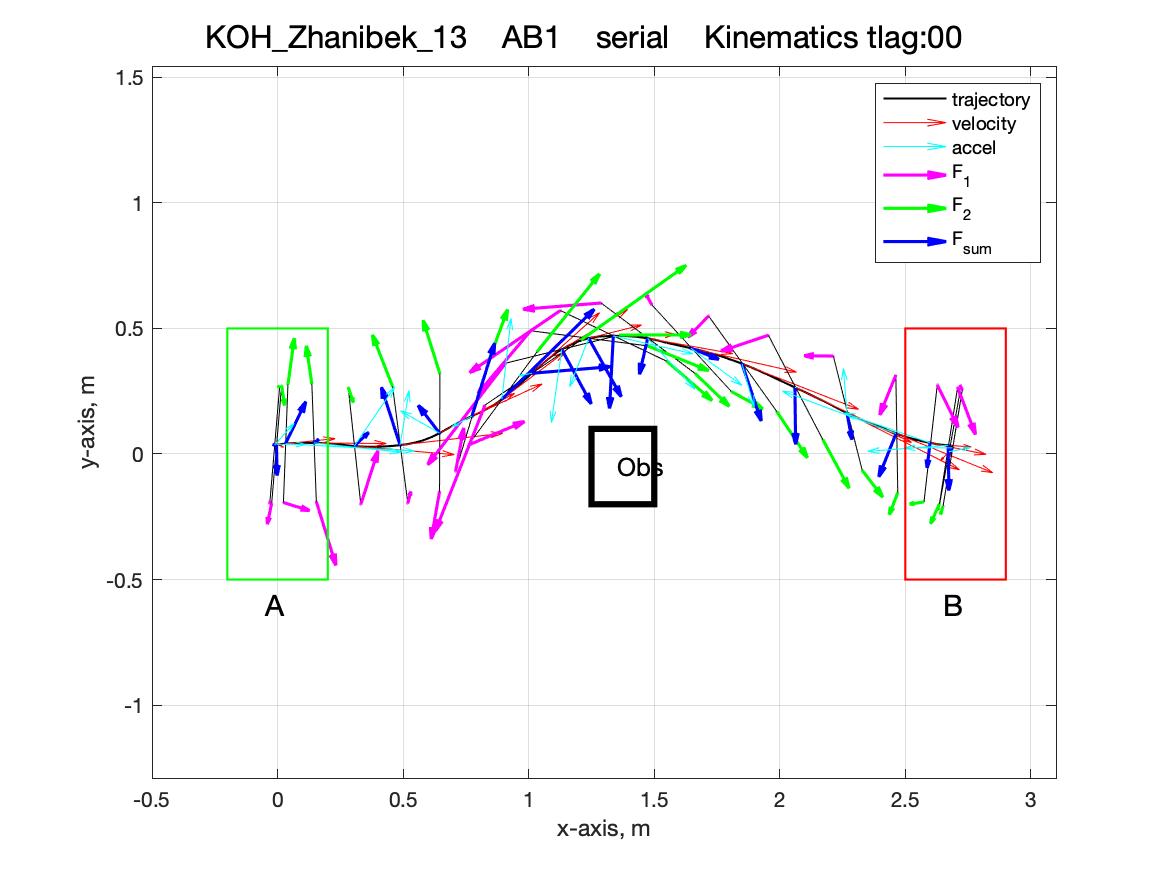 KOH_Zhanibek_13 AB1 serial Kinematics tlag:00
1.5
1
0.5
0
-0.5
-1
y-axis, m
trajectory
velocity
accel
F1
F2
Fsum
Obs
A
B
-0.5 0 0.5 1 1.5 2 2.5 3
x-axis, m